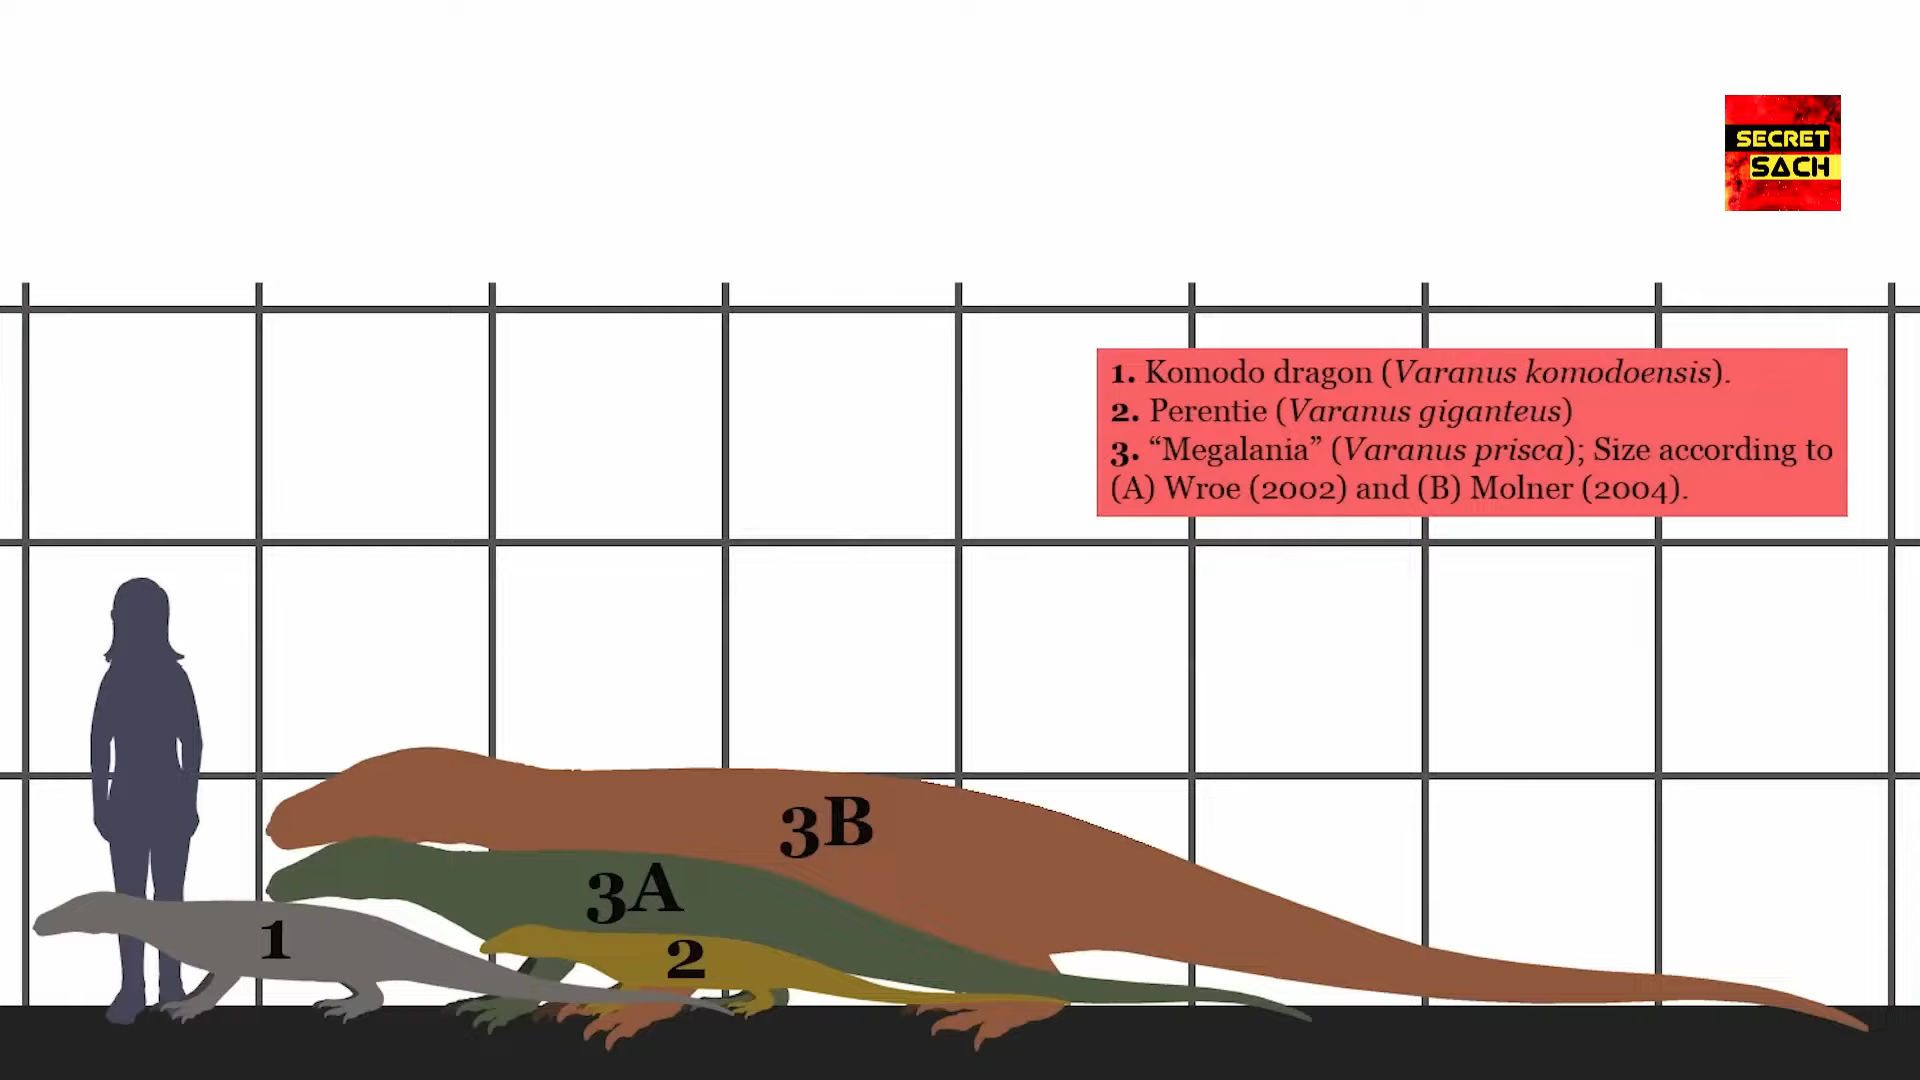 SECRET
SACH
1. Komodo dragon (Varanus komodoensis).
2. Perentie (Varanus giganteus)
3. “Megalania” (Varanus prisca); Size according to
(A) Wroe (2002) and (B) Molner (2004).
3B
3A
1
2